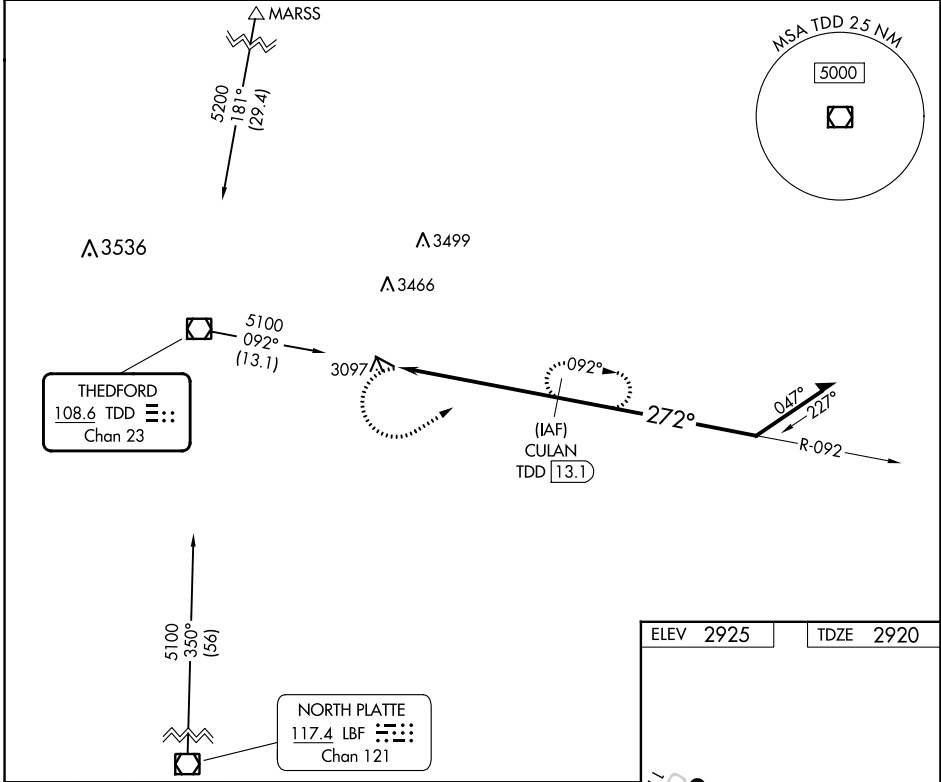 MARSS
MSA TDD 25 NM
5000
5200
181°
(29.4)
3536
3499
3466
5100
092°
(13.1)
3097
THEDFORD
108.6 TDD
Chan 23
092°
(IAF)
CULAN
TDD 13.1
272°
047°
227°
R-092
5100
350°
(56)
NORTH PLATTE
117.4 LBF
Chan 121
ELEV 2925
TDZE 2920